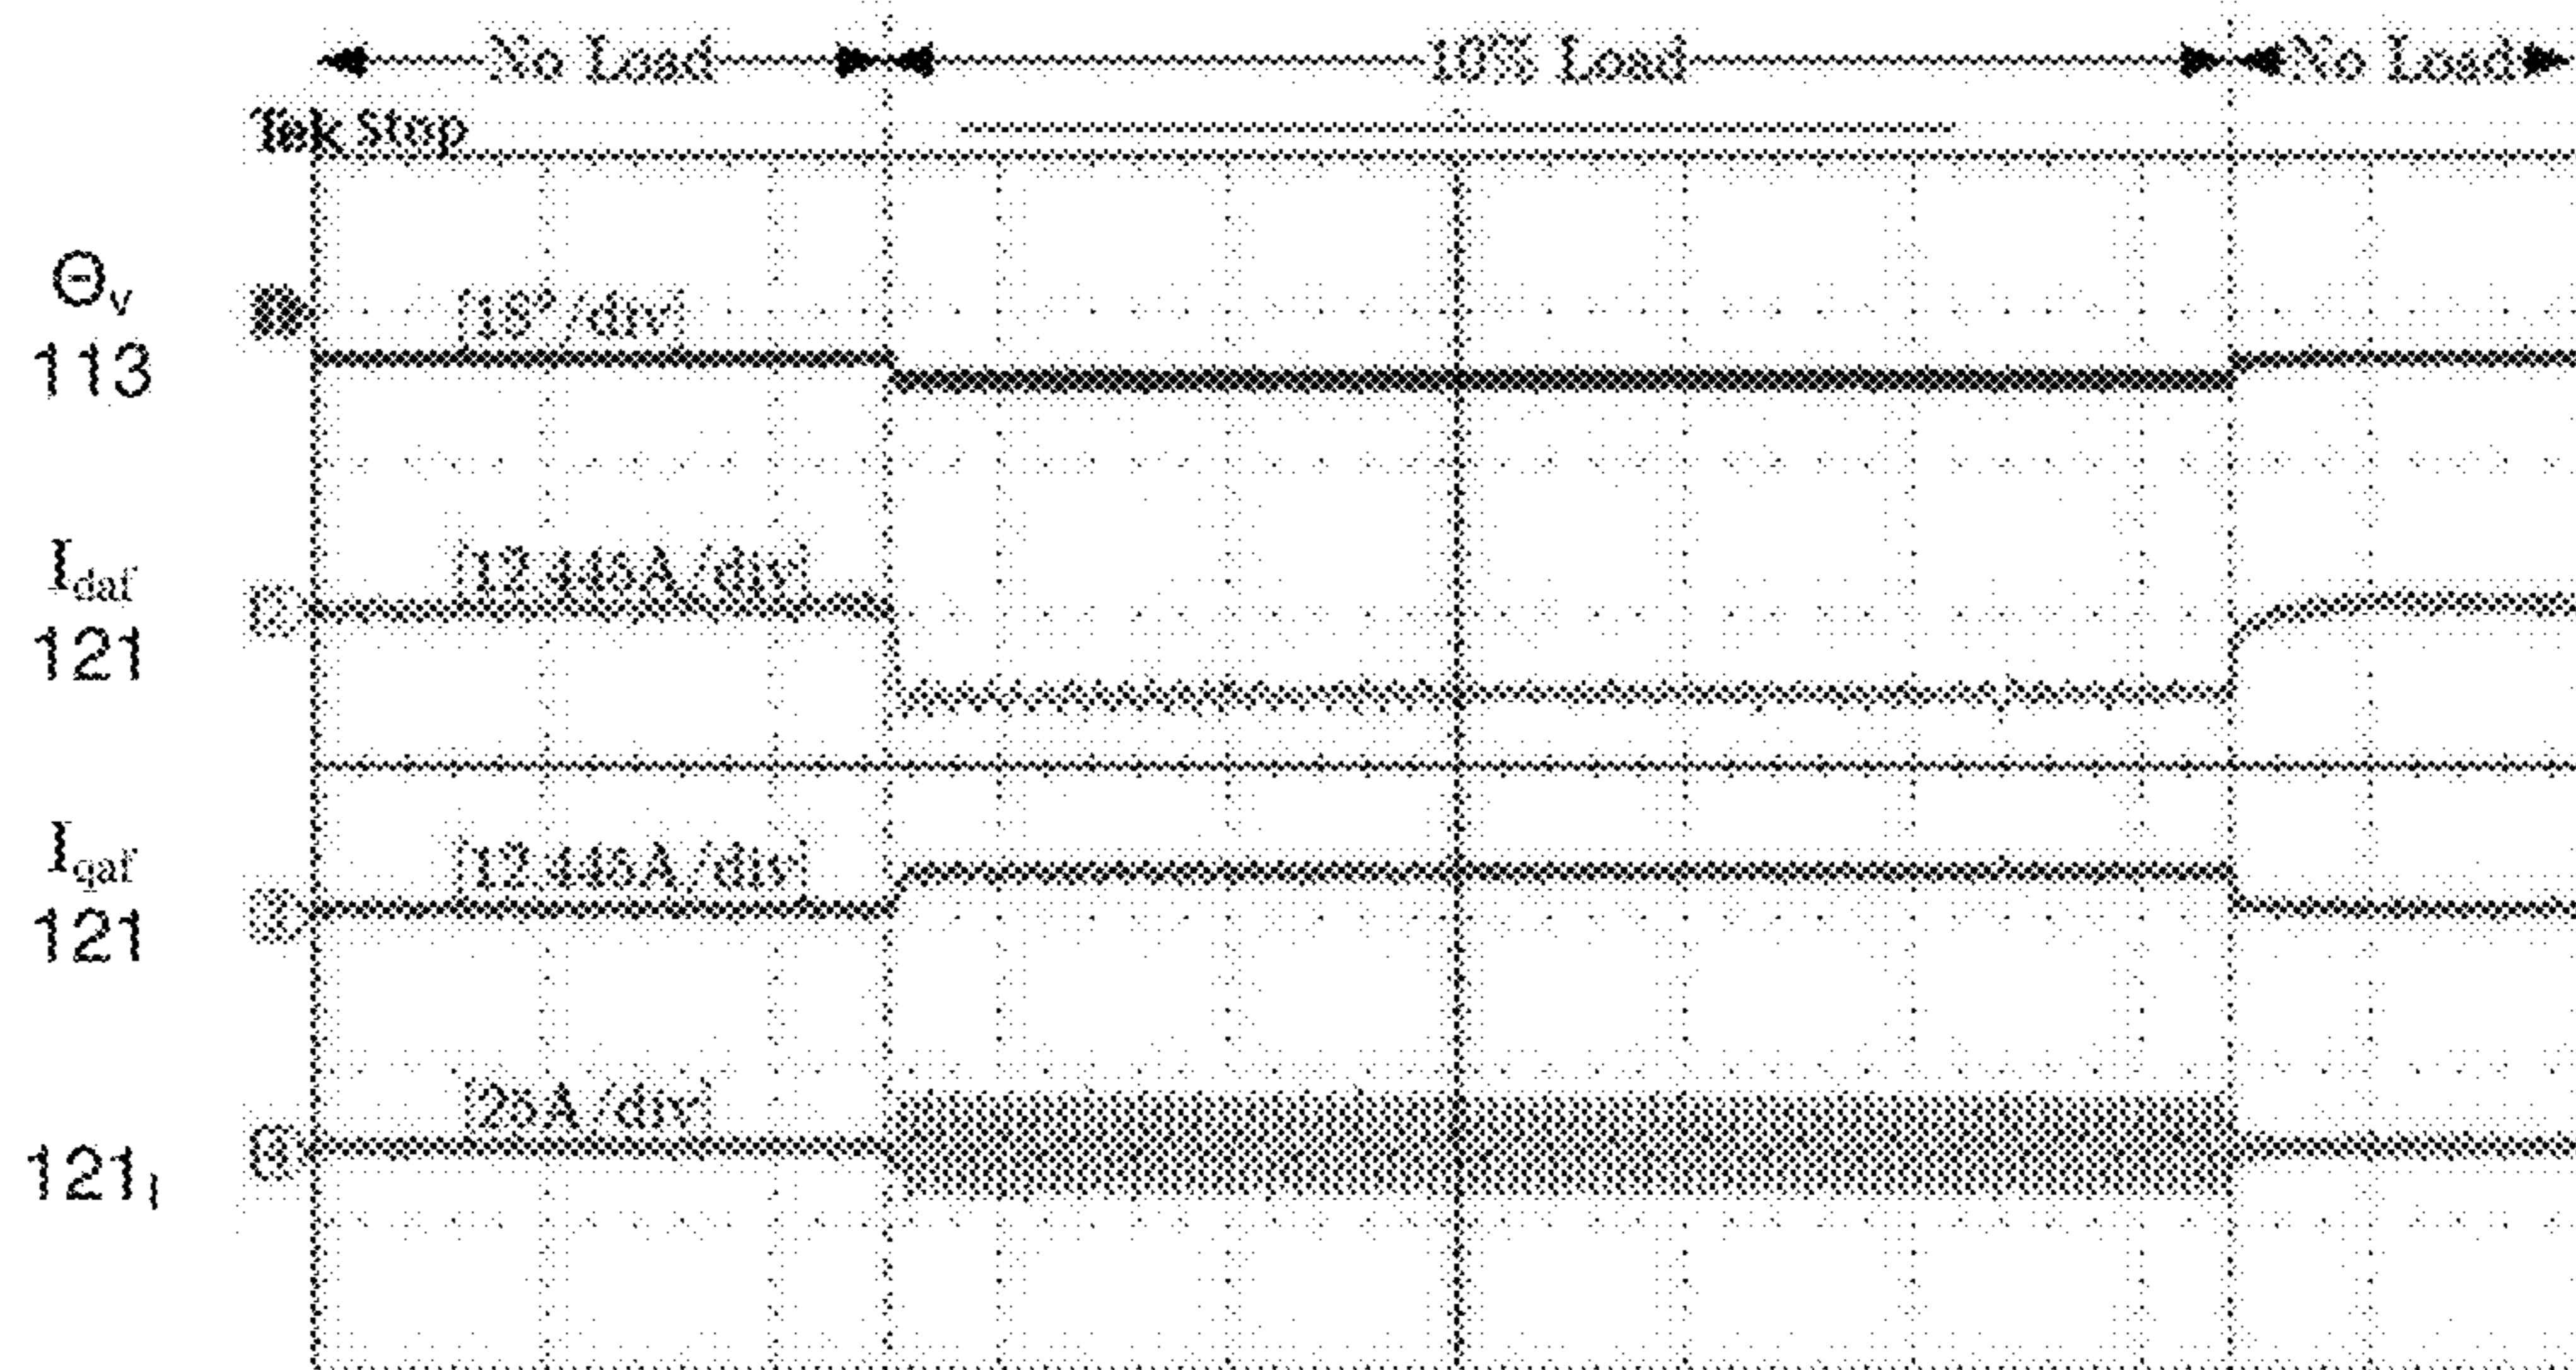 No Load 10% Load No Load
Tek Stop
Θv
113
[18°/div]
Idaf
121
[12.445A/div]
Iqaf
121
[12.445A/div]
121I
[25A/div]